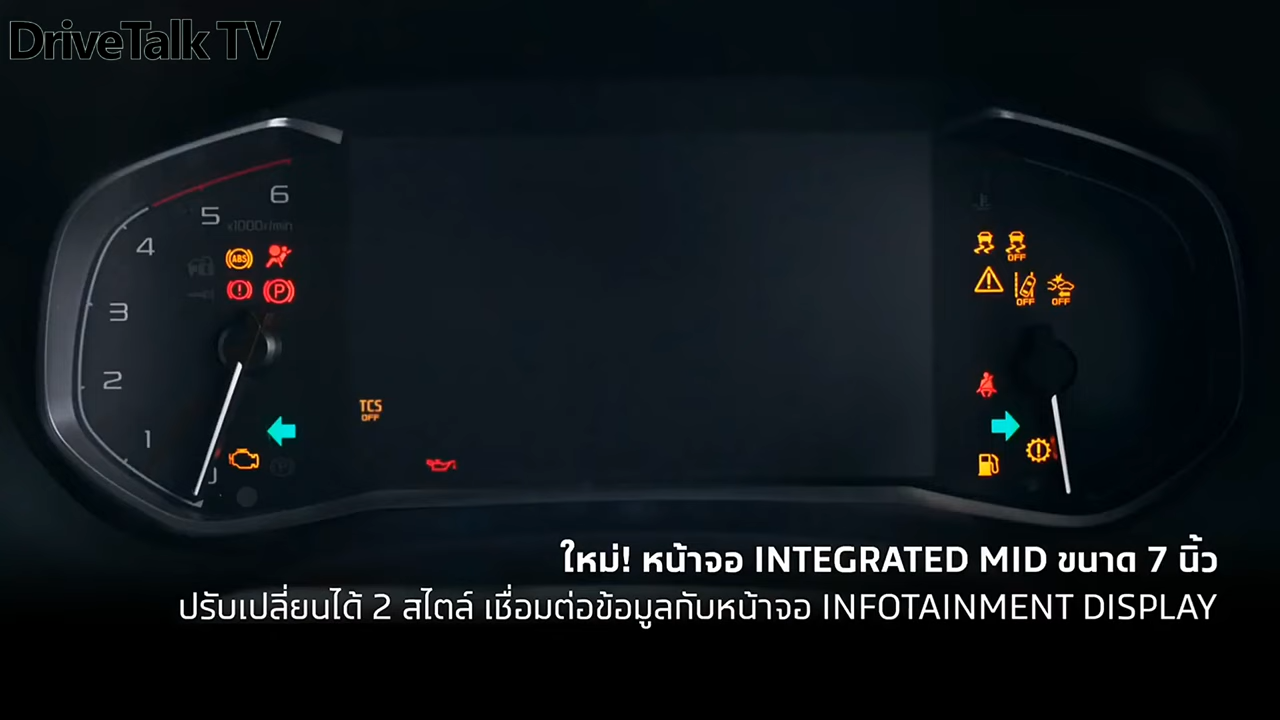 DriveTalk TV
6
5
x1000r/min
4
ABS
OFF
3
P
OFF
OFF
2
TCS
OFF
1
ใหม่! หน้าจอ INTEGRATED MID ขนาด 7 นิ้ว
ปรับเปลี่ยนได้ 2 สไตล์ เชื่อมต่อข้อมูลกับหน้าจอ INFOTAINMENT DISPLAY